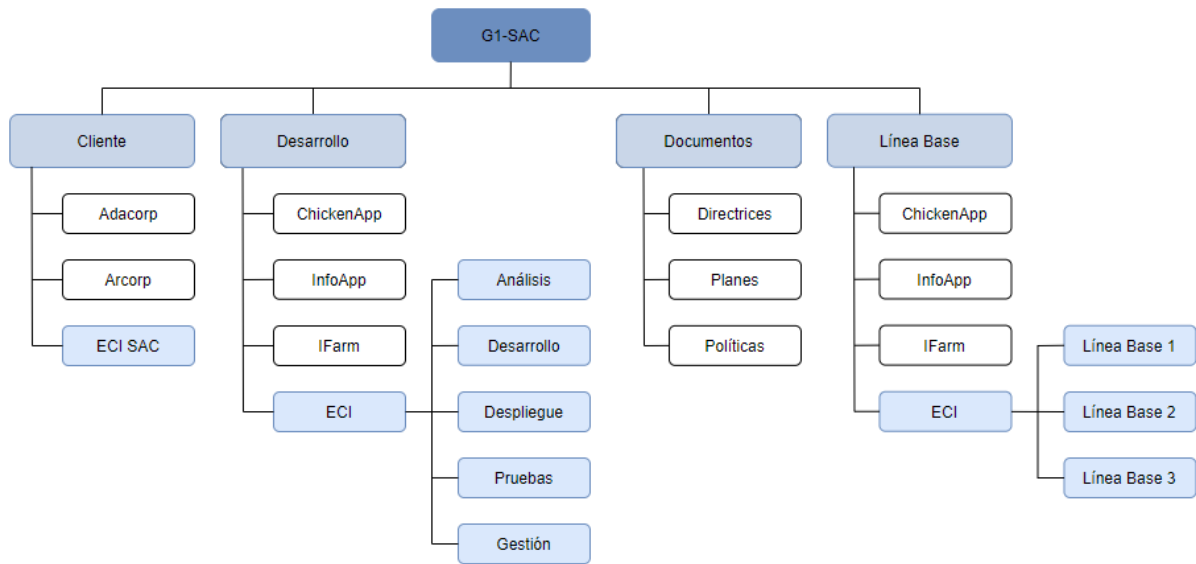 G1-SAC
Cliente
Desarrollo
Documentos
Línea Base
Adacorp
ChickenApp
Directrices
ChickenApp
Arcorp
InfoApp
Análisis
Planes
InfoApp
ECI SAC
IFarm
Desarrollo
Políticas
IFarm
Línea Base 1
ECI
Despliegue
ECI
Línea Base 2
Pruebas
Línea Base 3
Gestión